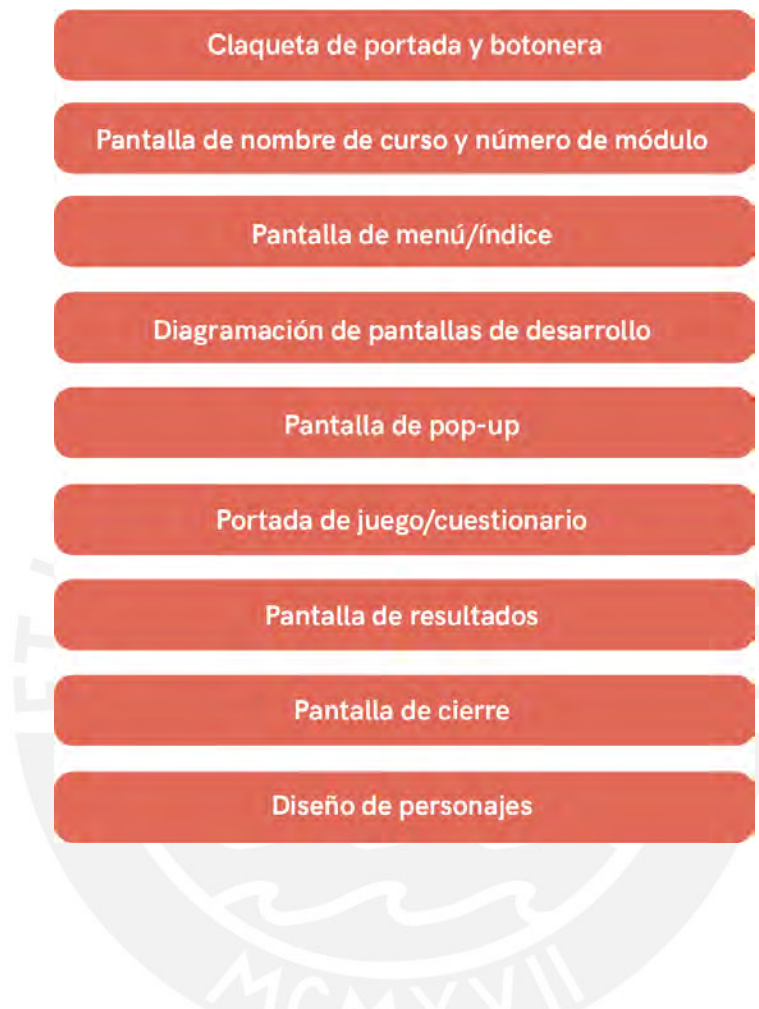 Claqueta de portada y botonera
Pantalla de nombre de curso y número de módulo
Pantalla de menú/índice
Diagramación de pantallas de desarrollo
Pantalla de pop-up
Portada de juego/cuestionario
Pantalla de resultados
Pantalla de cierre
Diseño de personajes
ET
MCMXVII